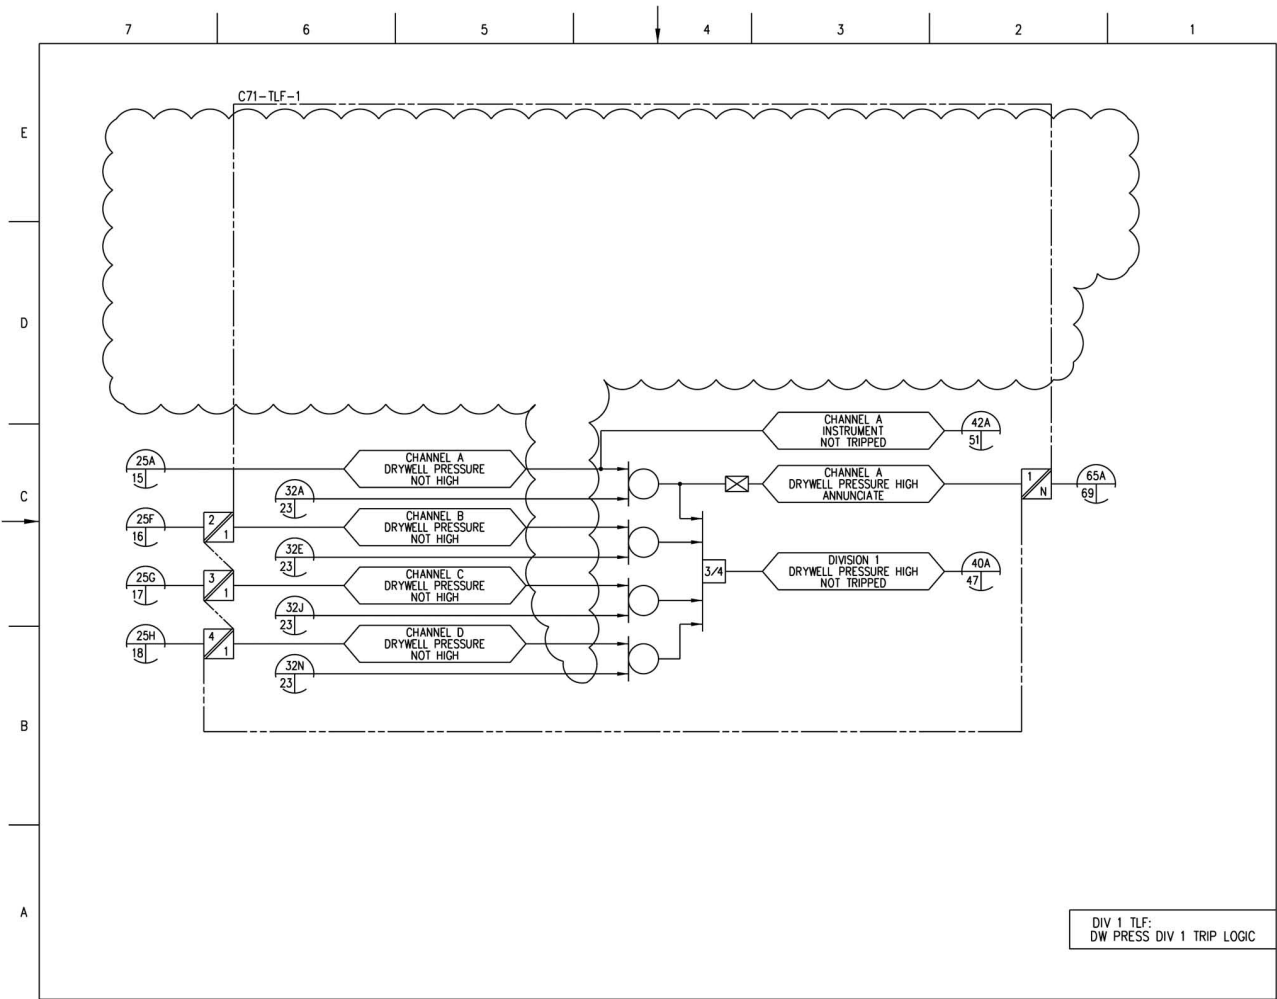 7 6 5 4 3 2 1
C71-TLF-1
E
D
CHANNEL A
INSTRUMENT
NOT TRIPPED
42A
51
CHANNEL A
DRYWELL PRESSURE
NOT HIGH
25A
15
C
32A
23
CHANNEL A
DRYWELL PRESSURE HIGH
ANNUNCIATE
1
N
65A
69
25F
16
2
1
CHANNEL B
DRYWELL PRESSURE
NOT HIGH
32E
23
25G
17
3
1
CHANNEL C
DRYWELL PRESSURE
NOT HIGH
3/4
DIVISION 1
DRYWELL PRESSURE HIGH
NOT TRIPPED
40A
47
32J
23
25H
18
4
1
CHANNEL D
DRYWELL PRESSURE
NOT HIGH
32N
23
B
A
DIV 1 TLF:
DW PRESS DIV 1 TRIP LOGIC